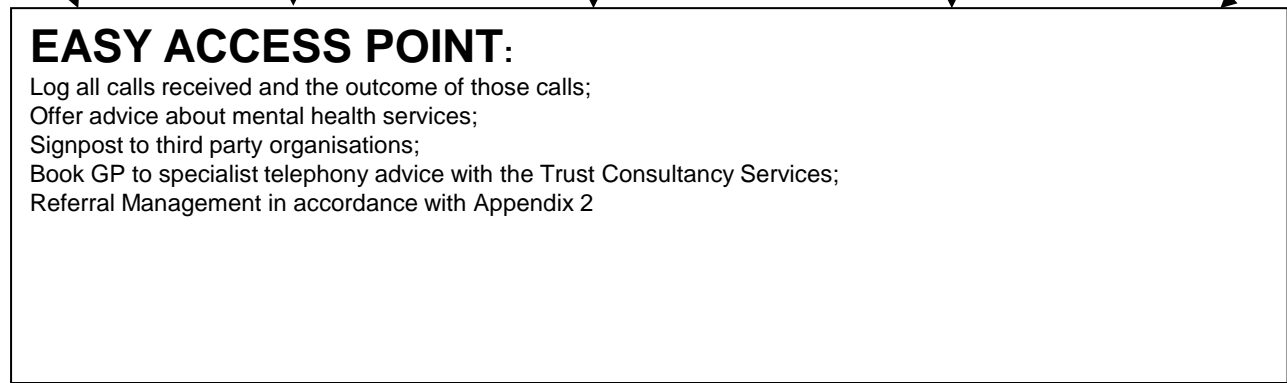 EASY ACCESS POINT:
Log all calls received and the outcome of those calls;
Offer advice about mental health services;
Signpost to third party organisations;
Book GP to specialist telephony advice with the Trust Consultancy Services;
Referral Management in accordance with Appendix 2